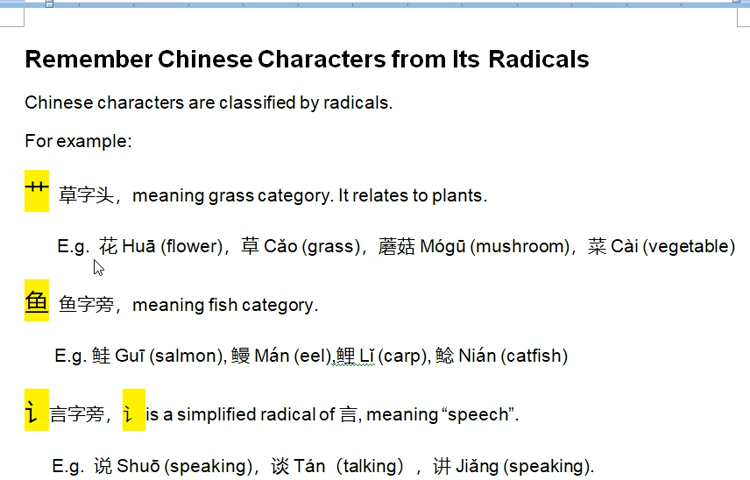 Remember Chinese Characters from Its Radicals
Chinese characters are classified by radicals.
For example:
艹 草字头，meaning grass category. It relates to plants.
E.g. 花 Huā (flower)，草 Cǎo (grass)，蘑菇 Mógū (mushroom)，菜 Cài (vegetable)
鱼 鱼字旁，meaning fish category.
E.g. 鲑 Guī (salmon), 鳗 Mán (eel),鲤 Lǐ (carp), 鲶 Nián (catfish)
讠言字旁，讠is a simplified radical of 言, meaning “speech”.
E.g. 说 Shuō (speaking)，谈 Tán（talking），讲 Jiǎng (speaking).